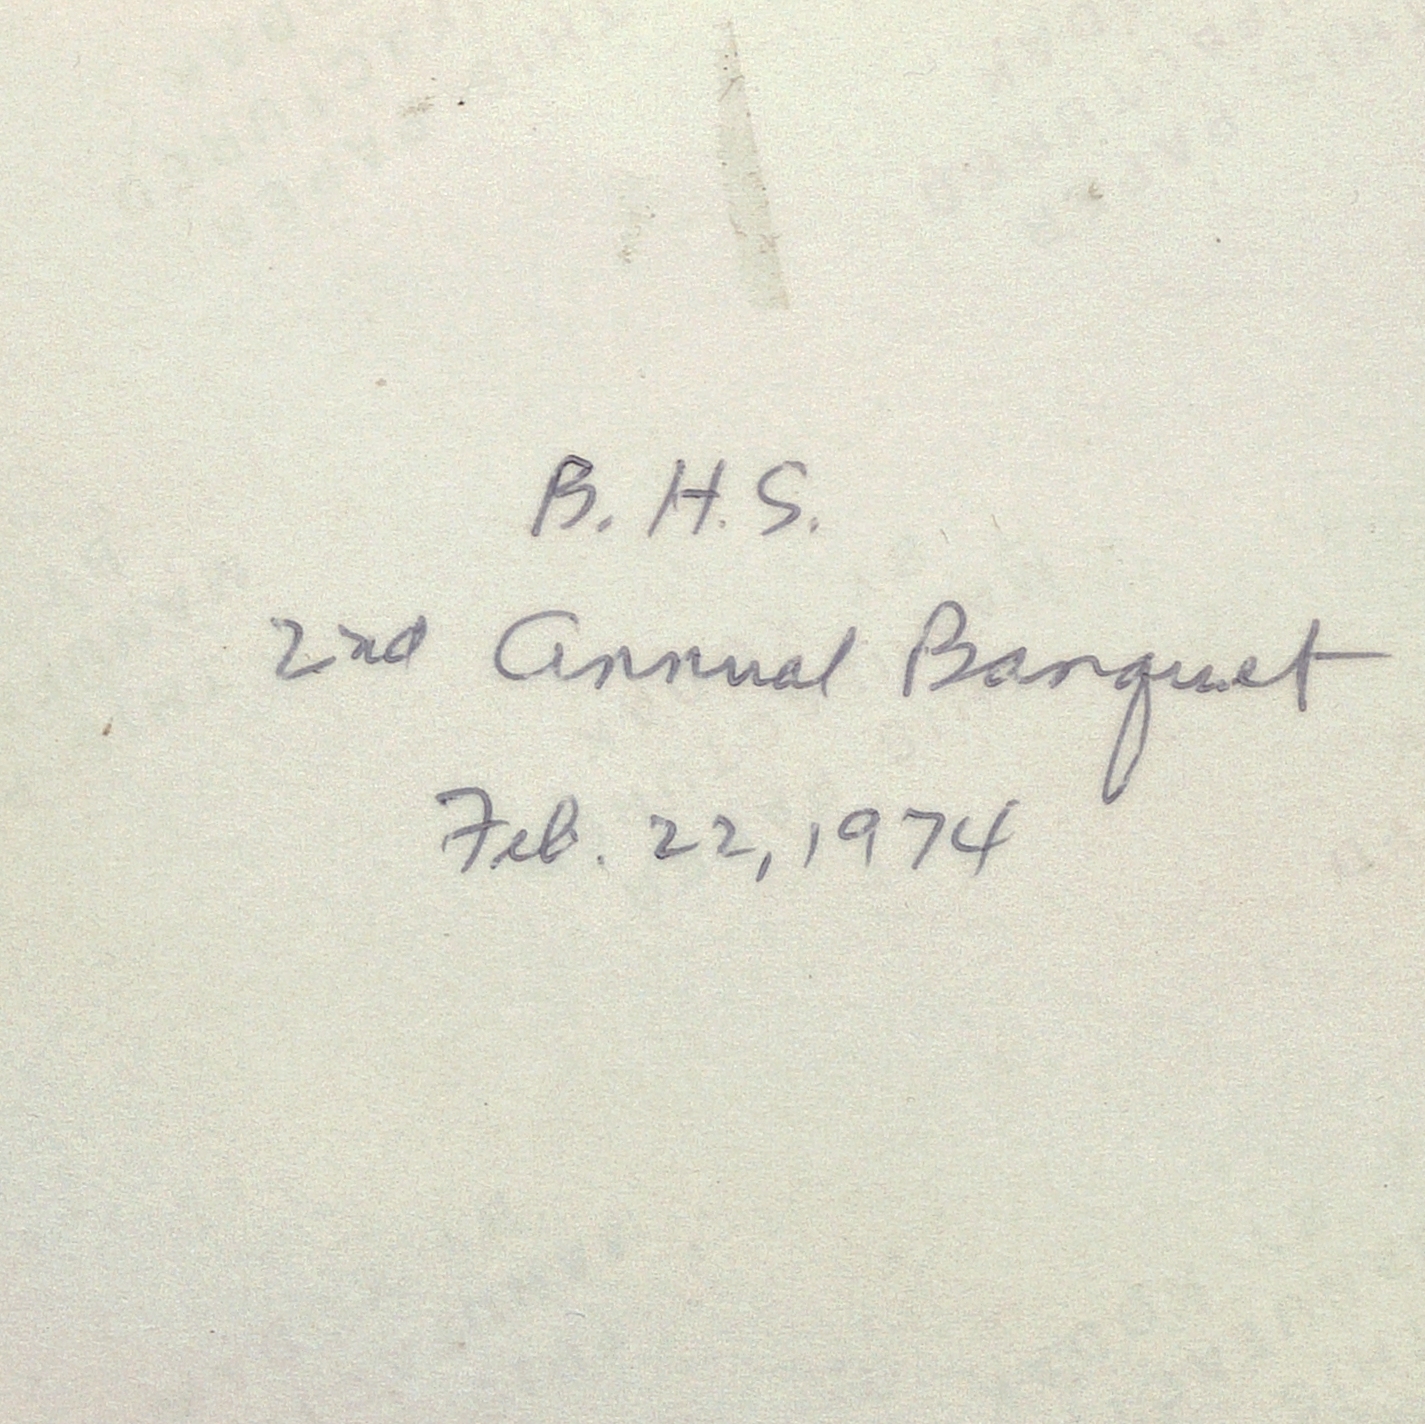 B. H. S.
2nd Annual Banquet
Feb. 22, 1974